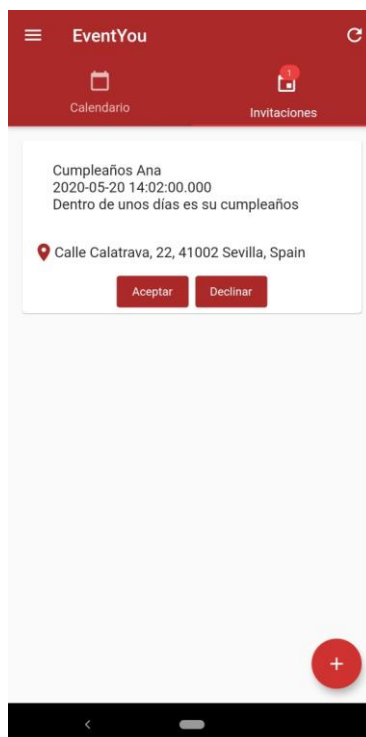 EventYou
Calendario
1
Invitaciones
Cumpleaños Ana
2020-05-20 14:02:00.000
Dentro de unos días es su cumpleaños
Calle Calatrava, 22, 41002 Sevilla, Spain
Aceptar
Declinar